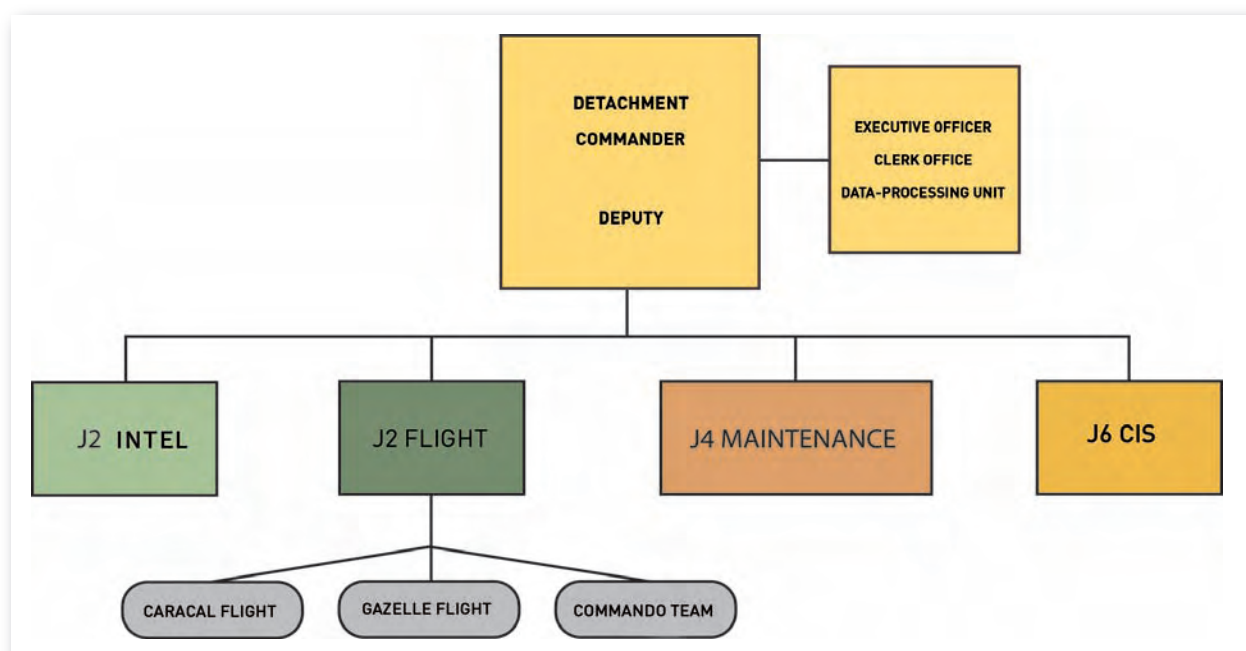 DETACHMENT
COMMANDER
DEPUTY
EXECUTIVE OFFICER
CLERK OFFICE
DATA-PROCESSING UNIT
J2 INTEL
J2 FLIGHT
J4 MAINTENANCE
J6 CIS
CARACAL FLIGHT
GAZELLE FLIGHT
COMMANDO TEAM